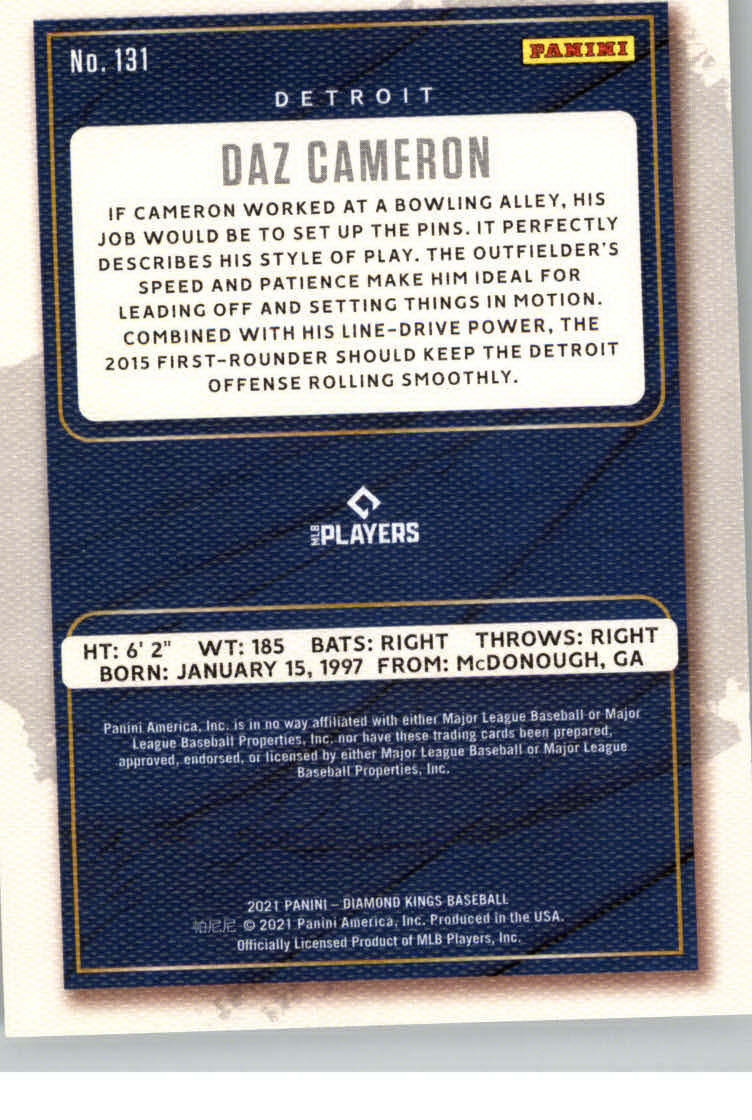 No. 131
PANINI
DETROIT
DAZ CAMERON
IF CAMERON WORKED AT A BOWLING ALLEY, HIS
JOB WOULD BE TO SET UP THE PINS. IT PERFECTLY
DESCRIBES HIS STYLE OF PLAY. THE OUTFIELDER'S
SPEED AND PATIENCE MAKE HIM IDEAL FOR
LEADING OFF AND SETTING THINGS IN MOTION.
COMBINED WITH HIS LINE-DRIVE POWER, THE
2015 FIRST-ROUNDER SHOULD KEEP THE DETROIT
OFFENSE ROLLING SMOOTHLY.
MLB PLAYERS
HT: 6' 2" WT: 185 BATS: RIGHT THROWS: RIGHT
BORN: JANUARY 15, 1997 FROM: McDONOUGH, GA
Panini America, Inc. is in no way affiliated with either Major League Baseball or Major
League Baseball Properties, Inc. nor have these trading cards been prepared,
approved, endorsed, or licensed by either Major League Baseball or Major League
Baseball Properties, Inc.
2021 PANINI – DIAMOND KINGS BASEBALL
帕尼尼 © 2021 Panini America, Inc. Produced in the USA.
Officially Licensed Product of MLB Players, Inc.